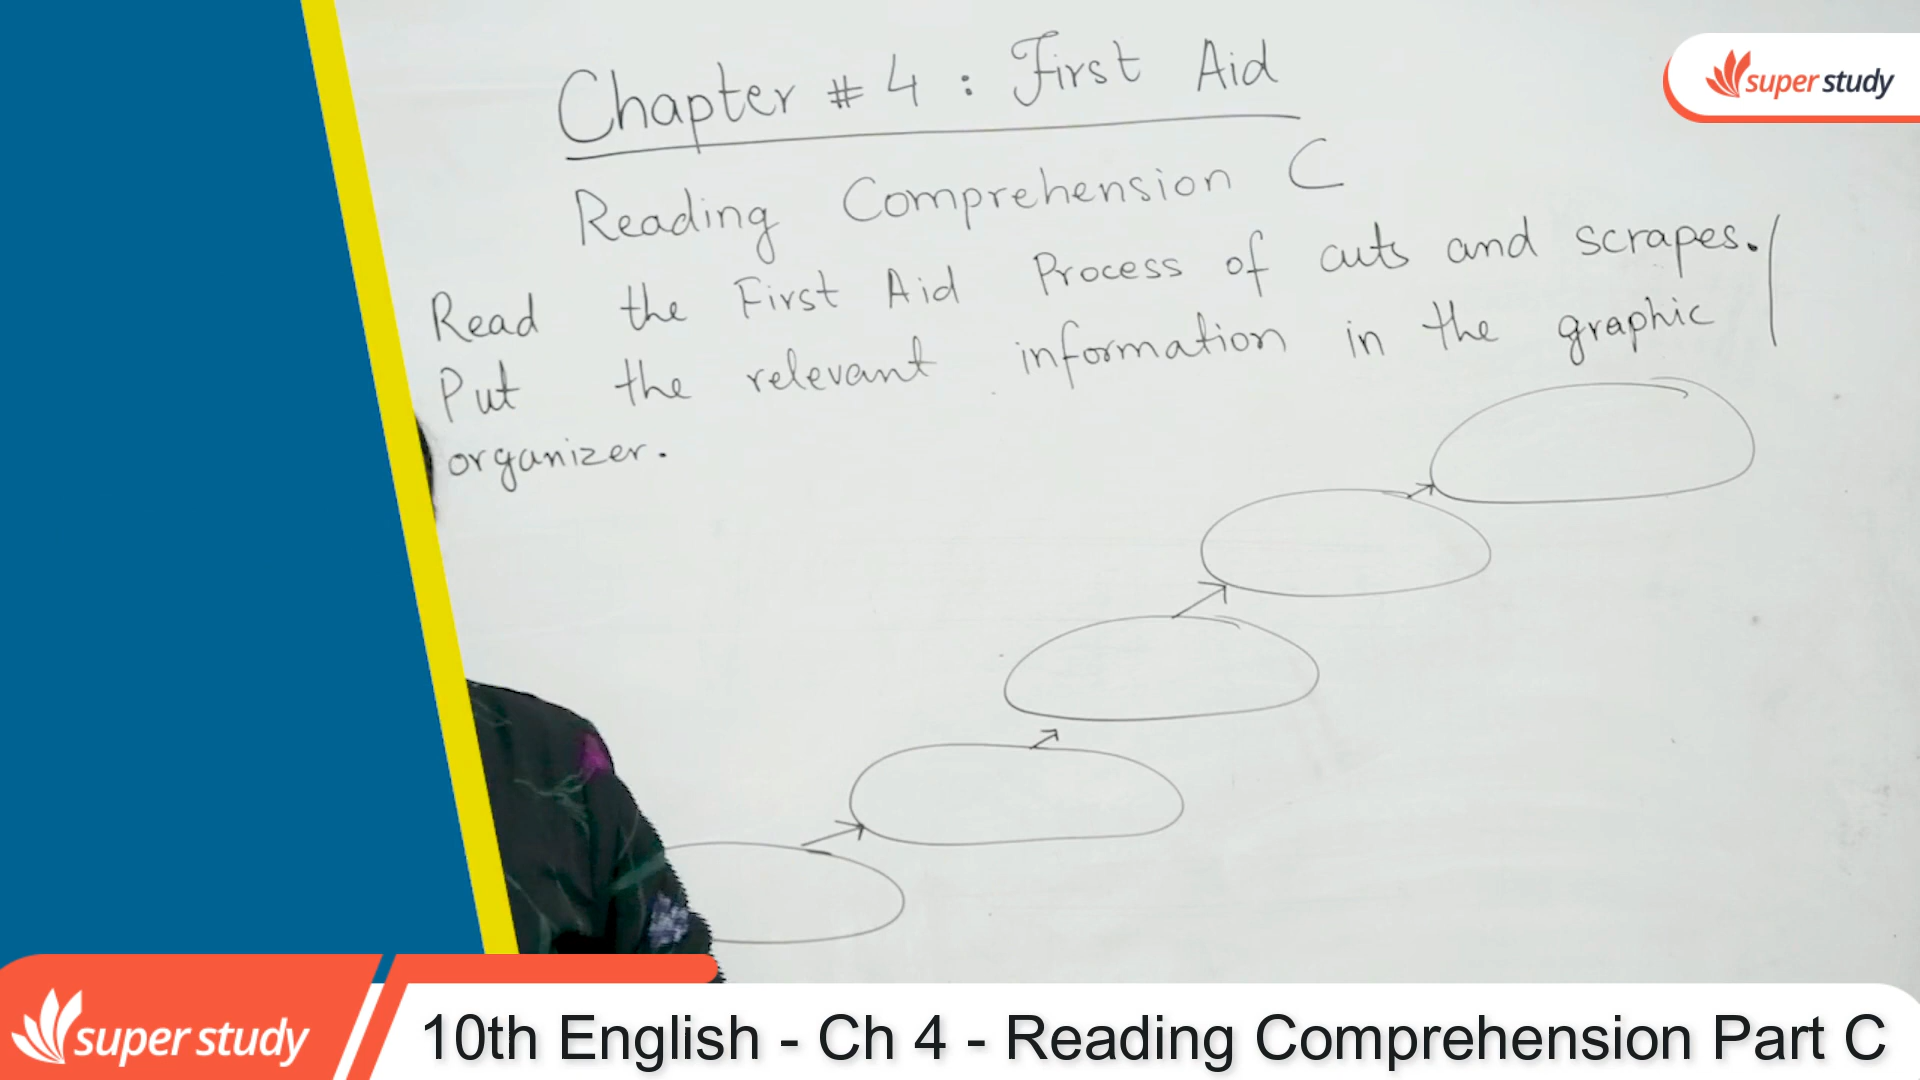 Chapter # 4 : First Aid
Reading Comprehension C
Read the First Aid Process of cuts and scrapes.
Put the relevant information in the graphic
organizer.
super study
super study
10th English - Ch 4 - Reading Comprehension Part C